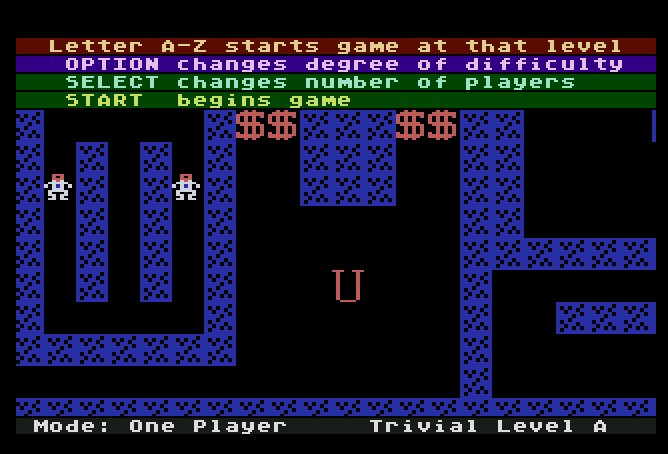 Letter A-Z starts game at that level
OPTION changes degree of difficulty
SELECT changes number of players
START begins game
$$ $$
Mode: One Player Trivial Level A